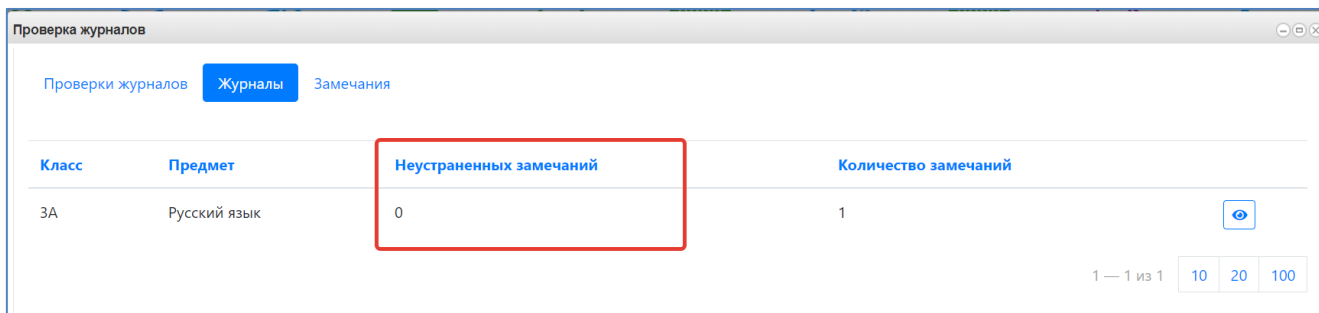 Проверка журналов
Проверки журналов Журналы Замечания
Класс Предмет Неустраненных замечаний Количество замечаний
3А Русский язык 0 1
1 — 1 из 1 10 20 100